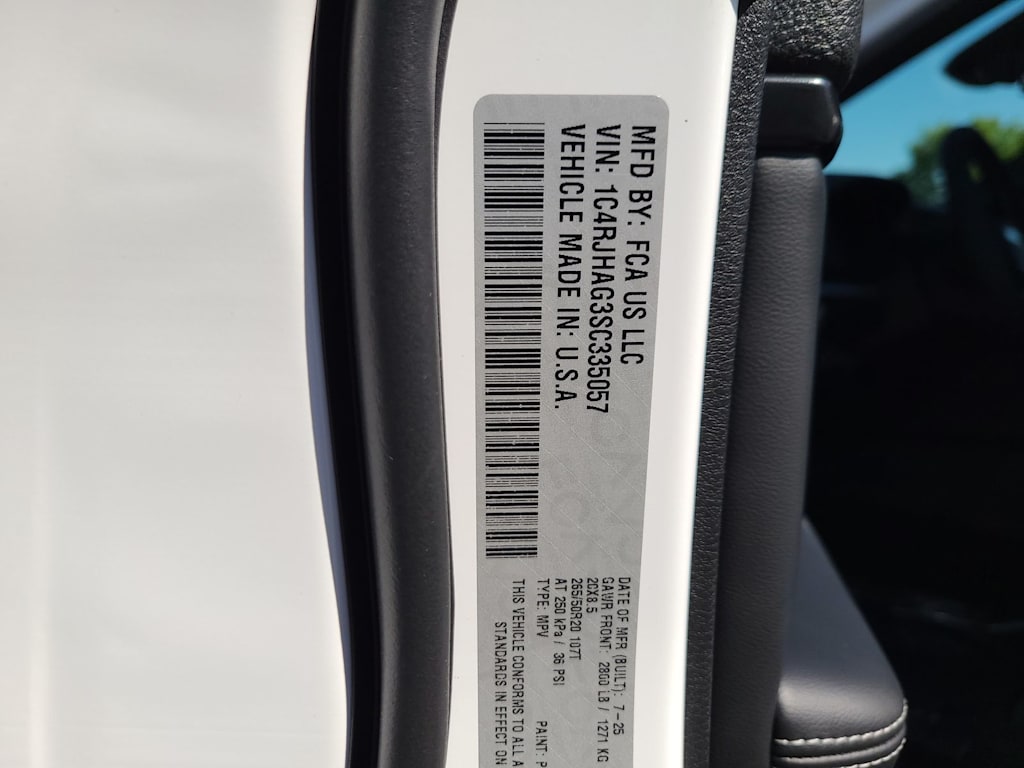 MFD BY: FCA US LLC
VIN: 1C4RJHAG3SC335057
VEHICLE MADE IN: U.S.A.
DATE OF MFR (BUILT): 7-25
GAWR FRONT: 2800 LB / 1271 KG
20X8.5
265/50R20 107T
AT 250 kPa / 36 PSI
TYPE: MPV PAINT: P
THIS VEHICLE CONFORMS TO ALL A
STANDARDS IN EFFECT ON